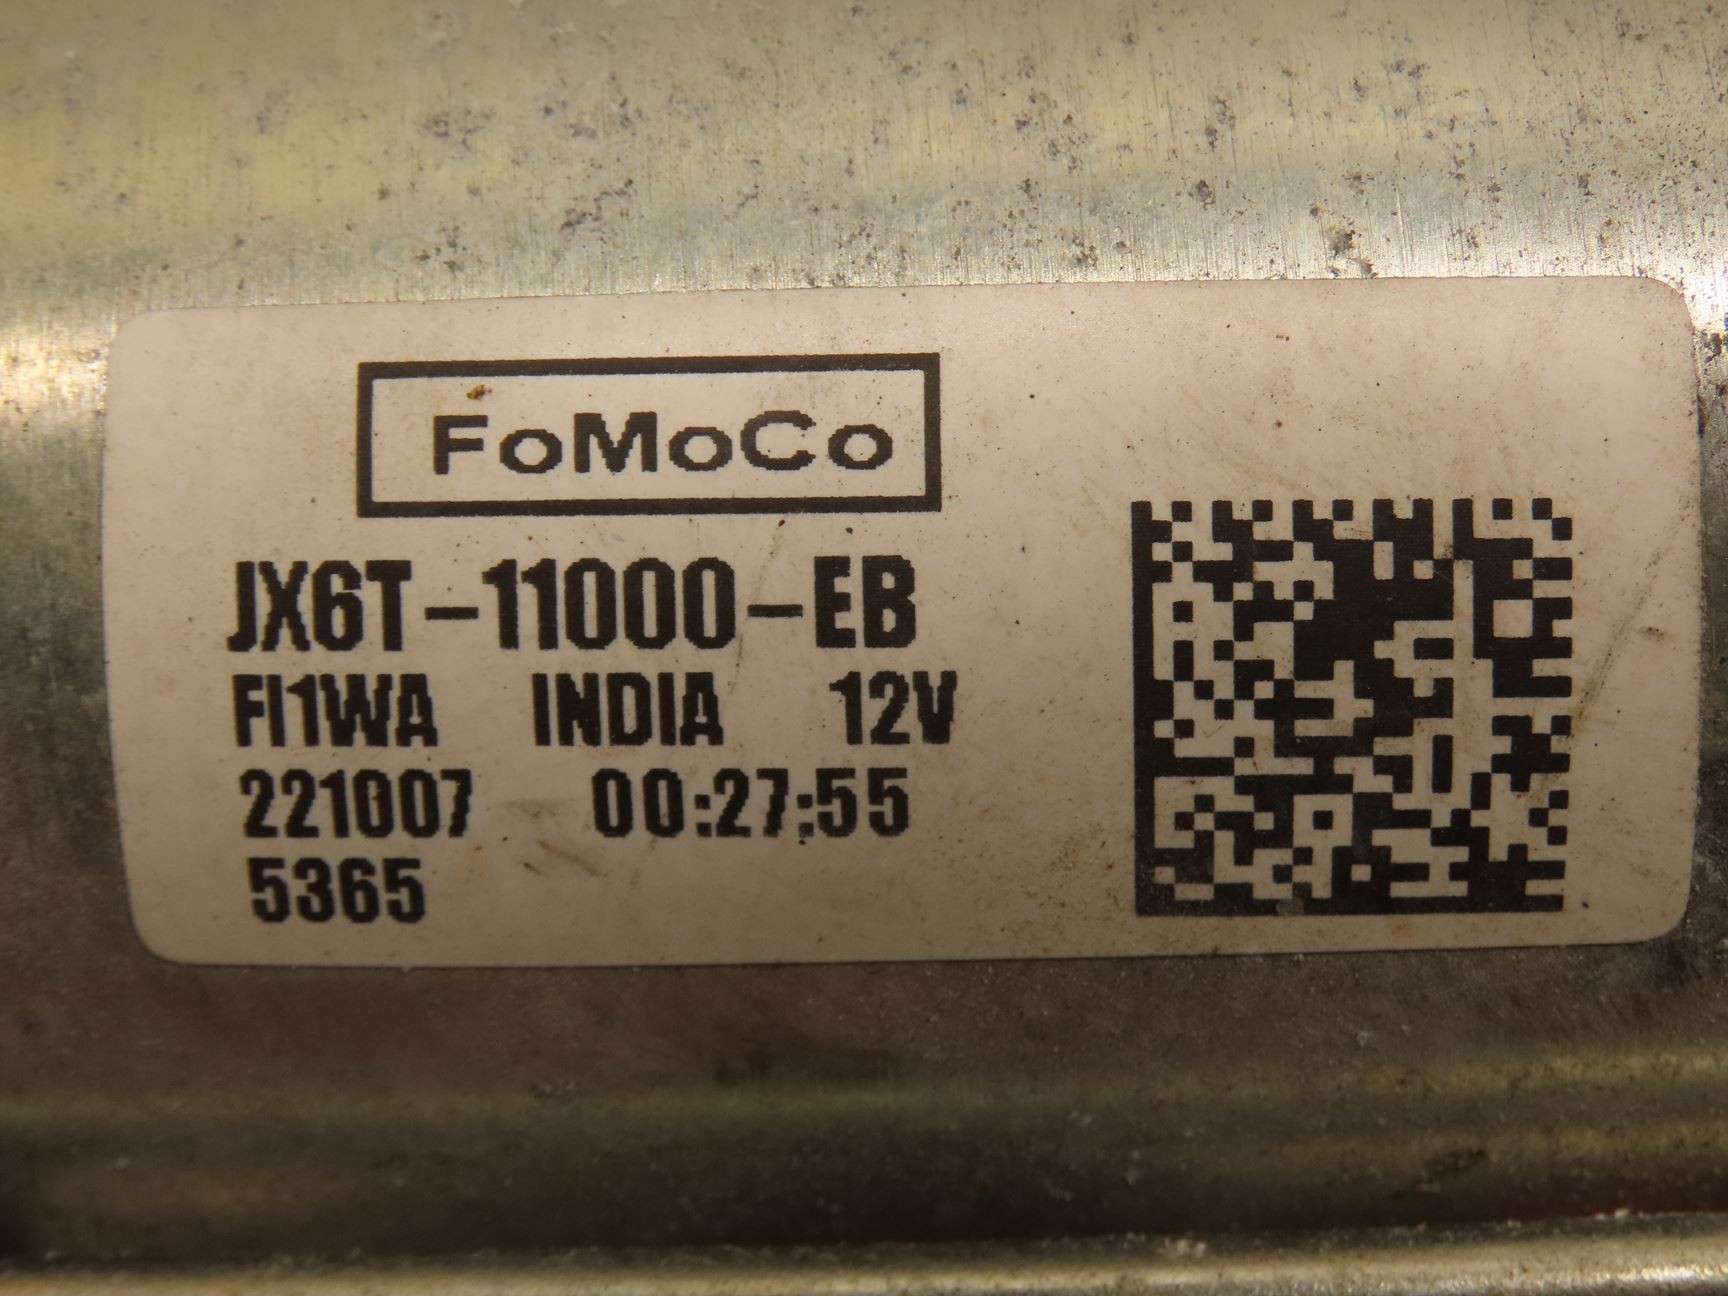 FoMoCo
JX6T-11000-EB
FI1WA INDIA 12V
221007 00:27:55
5365